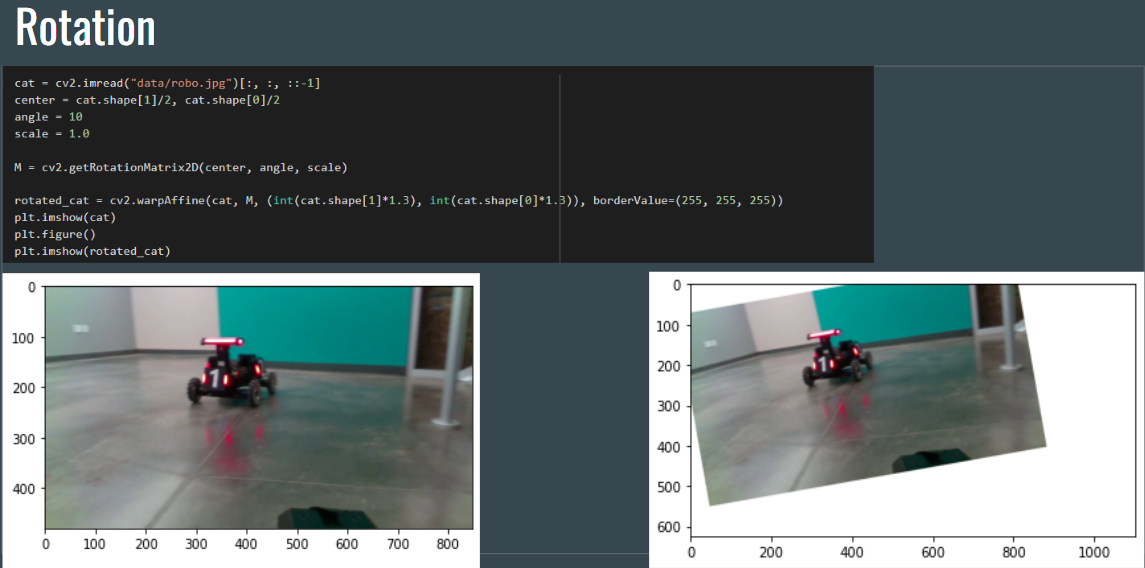 Rotation
cat = cv2.imread("data/robo.jpg")[:, :, ::-1]
center = cat.shape[1]/2, cat.shape[0]/2
angle = 10
scale = 1.0
M = cv2.getRotationMatrix2D(center, angle, scale)
rotated_cat = cv2.warpAffine(cat, M, (int(cat.shape[1]*1.3), int(cat.shape[0]*1.3)), borderValue=(255, 255, 255))
plt.imshow(cat)
plt.figure()
plt.imshow(rotated_cat)
0
100
200
300
400
0 100 200 300 400 500 600 700 800
1
0
100
200
300
400
500
600
0 200 400 600 800 1000
1